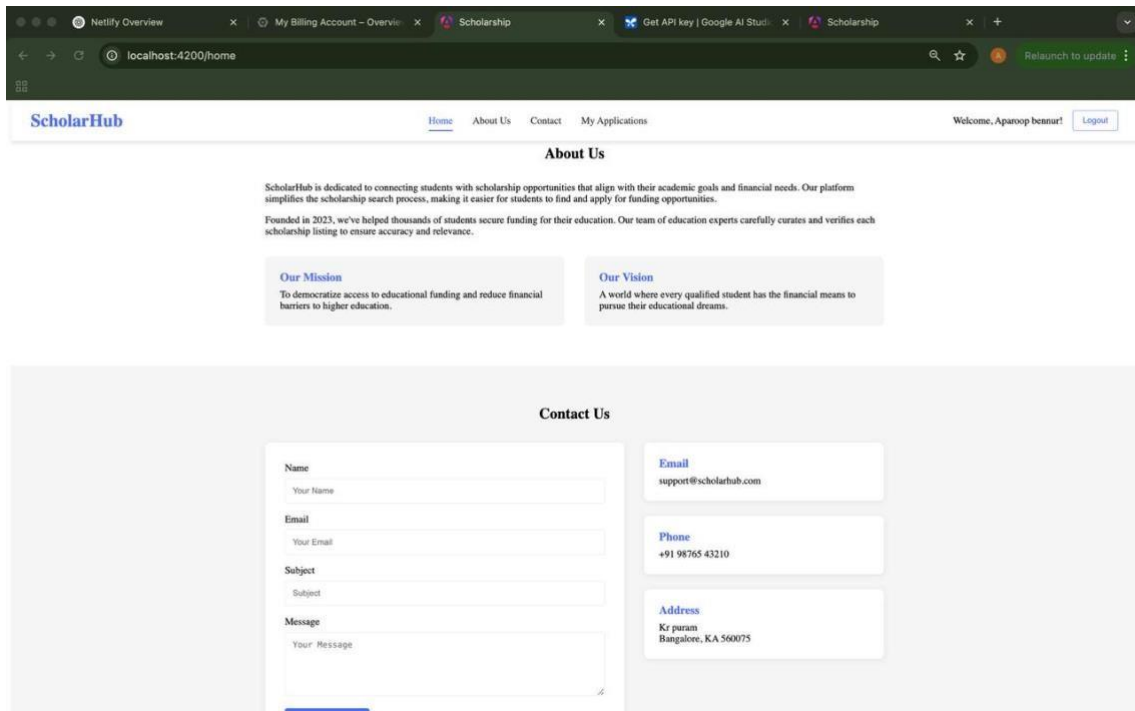 Netlify Overview
My Billing Account – Overvie
Scholarship
Get API key | Google AI Studi
Scholarship
localhost:4200/home
Relaunch to update
ScholarHub
Home
About Us
Contact
My Applications
Welcome, Aparoop bennur!
Logout
About Us
ScholarHub is dedicated to connecting students with scholarship opportunities that align with their academic goals and financial needs. Our platform
simplifies the scholarship search process, making it easier for students to find and apply for funding opportunities.
Founded in 2023, we've helped thousands of students secure funding for their education. Our team of education experts carefully curates and verifies each
scholarship listing to ensure accuracy and relevance.
Our Mission
To democratize access to educational funding and reduce financial
barriers to higher education.
Our Vision
A world where every qualified student has the financial means to
pursue their educational dreams.
Contact Us
Name
Your Name
Email
Your Email
Subject
Subject
Message
Your Message
Email
support@scholarhub.com
Phone
+91 98765 43210
Address
Kr puram
Bangalore, KA 560075